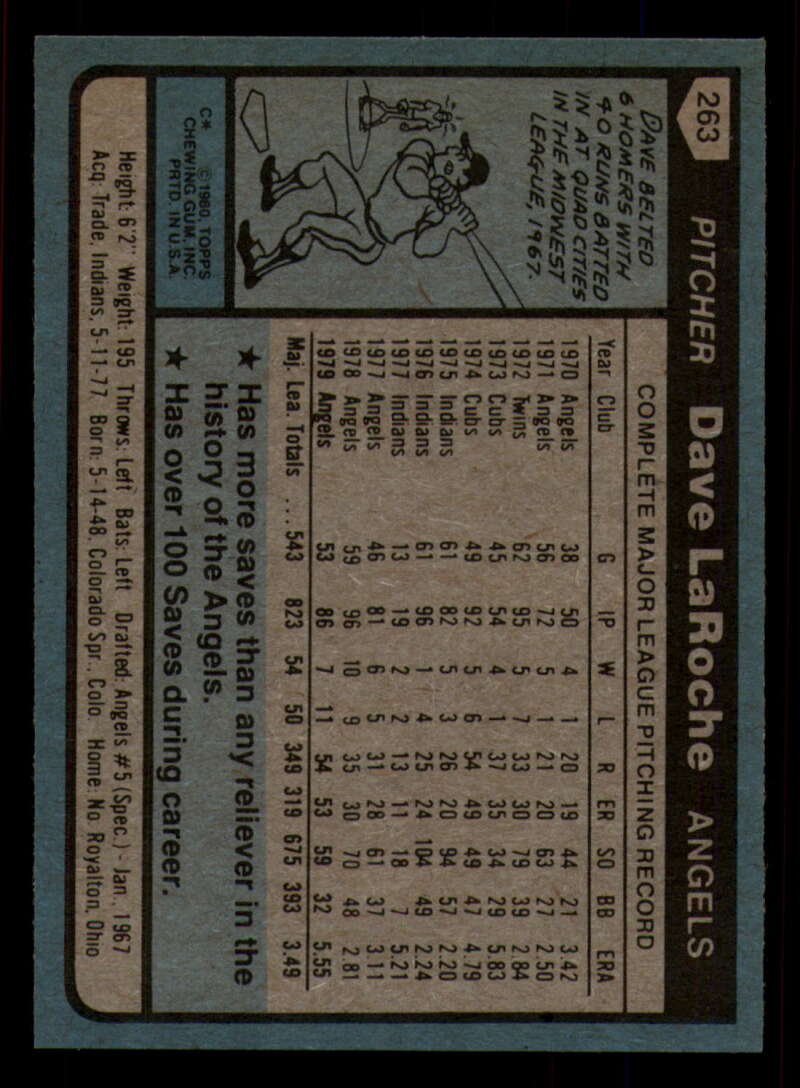 263 PITCHER Dave LaRoche ANGELS
DAVE BELTED
6 HOMERS WITH
40 RUNS BATTED
IN AT QUAD CITIES
IN THE MIDWEST
LEAGUE, 1967.
C* © 1980 TOPPS
CHEWING GUM, INC.
PRTD. IN U.S.A.
COMPLETE MAJOR LEAGUE PITCHING RECORD
Year Club G IP W L R ER SO BB ERA
1970 Angels 38 50 4 1 20 19 44 21 3.42
1971 Angels 56 72 5 1 21 20 63 27 2.50
1972 Twins 62 95 5 7 33 30 79 39 2.84
1973 Cubs 45 54 4 1 37 35 34 29 5.83
1974 Cubs 49 92 5 6 54 49 49 47 4.79
1975 Indians 61 82 5 3 26 20 94 57 2.20
1976 Indians 61 96 1 4 25 24 104 49 2.24
1977 Indians 13 19 2 2 13 11 18 7 5.21
1977 Angels 46 81 6 5 31 28 61 37 3.11
1978 Angels 59 96 10 9 35 30 70 48 2.81
1979 Angels 53 86 7 11 54 53 59 32 5.55
Maj. Lea. Totals ... 543 823 54 50 349 319 675 393 3.49
★ Has more saves than any reliever in the
history of the Angels.
★ Has over 100 Saves during career.
Height: 6'2" Weight: 195 Throws: Left Bats: Left Drafted: Angels #5 (Spec.) - Jan., 1967
Acq: Trade, Indians, 5-11-77 Born: 5-14-48, Colorado Spr., Colo. Home: No. Royalton, Ohio